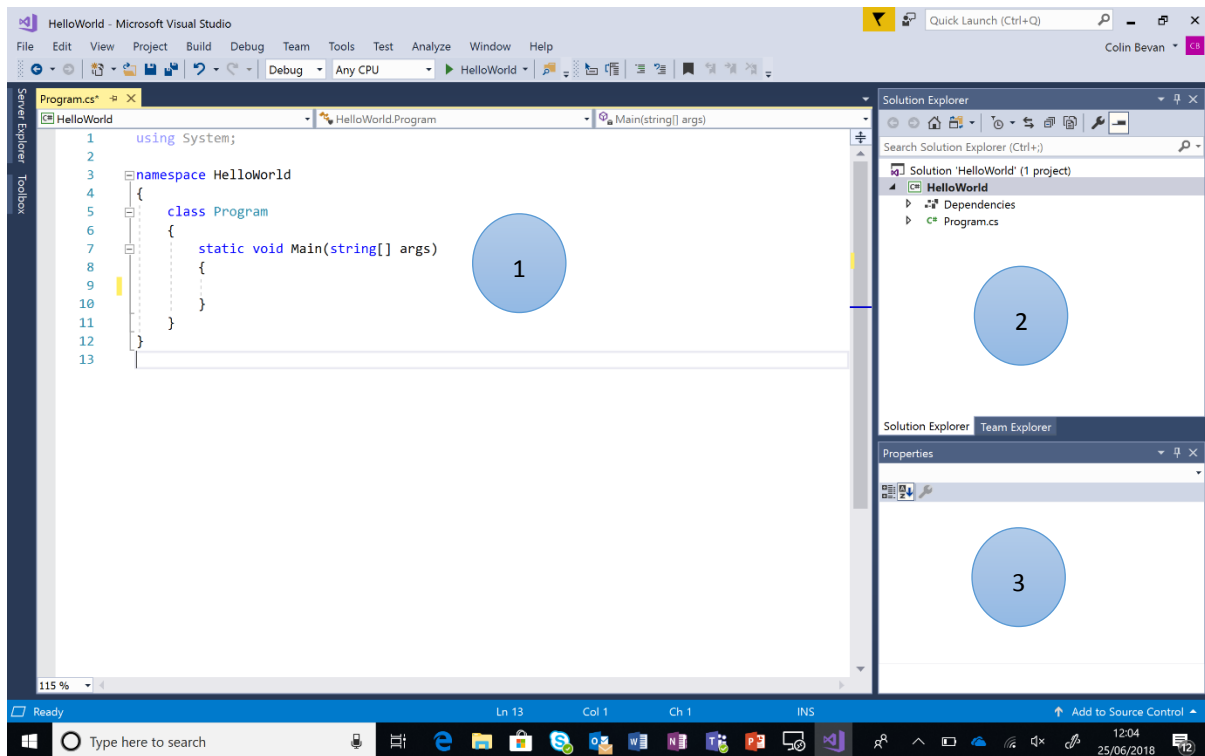 HelloWorld - Microsoft Visual Studio
Quick Launch (Ctrl+Q)
File Edit View Project Build Debug Team Tools Test Analyze Window Help
Colin Bevan CB
Debug Any CPU HelloWorld
Server Explorer
Toolbox
Program.cs*
C# HelloWorld HelloWorld.Program Main(string[] args)
1 using System;
2
3 namespace HelloWorld
4 {
5 class Program
6 {
7 static void Main(string[] args)
8 {
9
10 }
11 }
12 }
13
1
115 %
Solution Explorer
Search Solution Explorer (Ctrl+;)
Solution 'HelloWorld' (1 project)
C# HelloWorld
Dependencies
C# Program.cs
2
Solution Explorer Team Explorer
Properties
3
Ready Ln 13 Col 1 Ch 1 INS Add to Source Control
Type here to search
12:04
25/06/2018
12